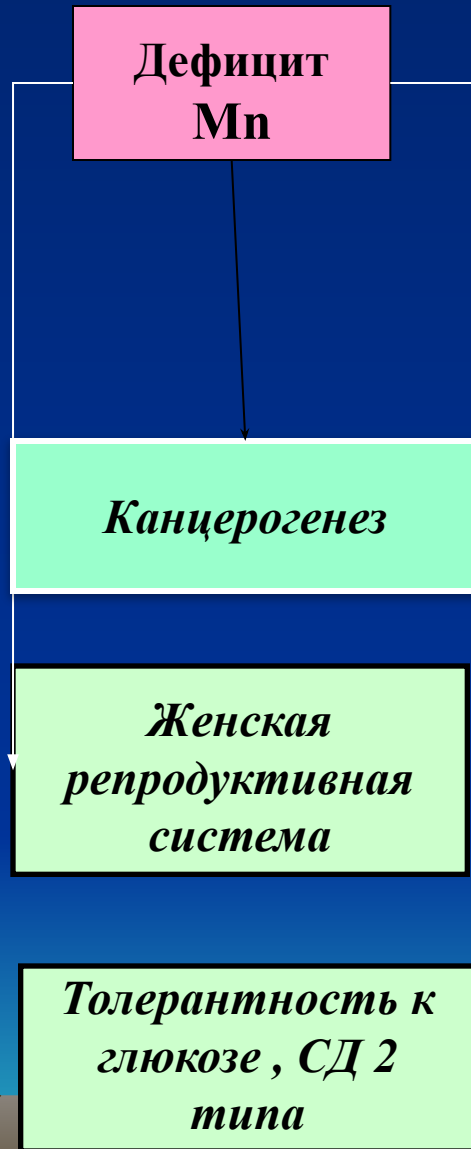 Дефицит
Mn
Канцерогенез
Женская
репродуктивная
система
Толерантность к
глюкозе , СД 2
типа